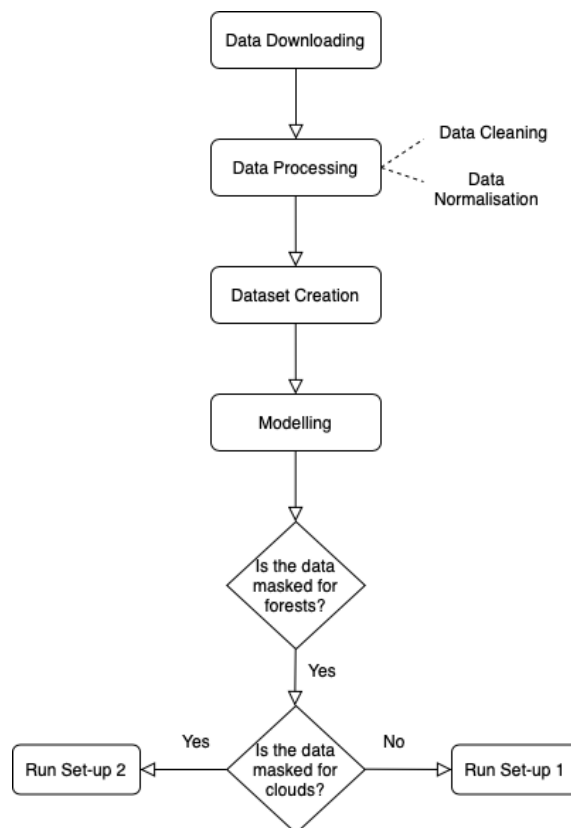 Data Downloading
Data Cleaning
Data Processing
Data
Normalisation
Dataset Creation
Modelling
Is the data
masked for
forests?
Yes
Yes
No
Is the data
masked for
clouds?
Run Set-up 2
Run Set-up 1